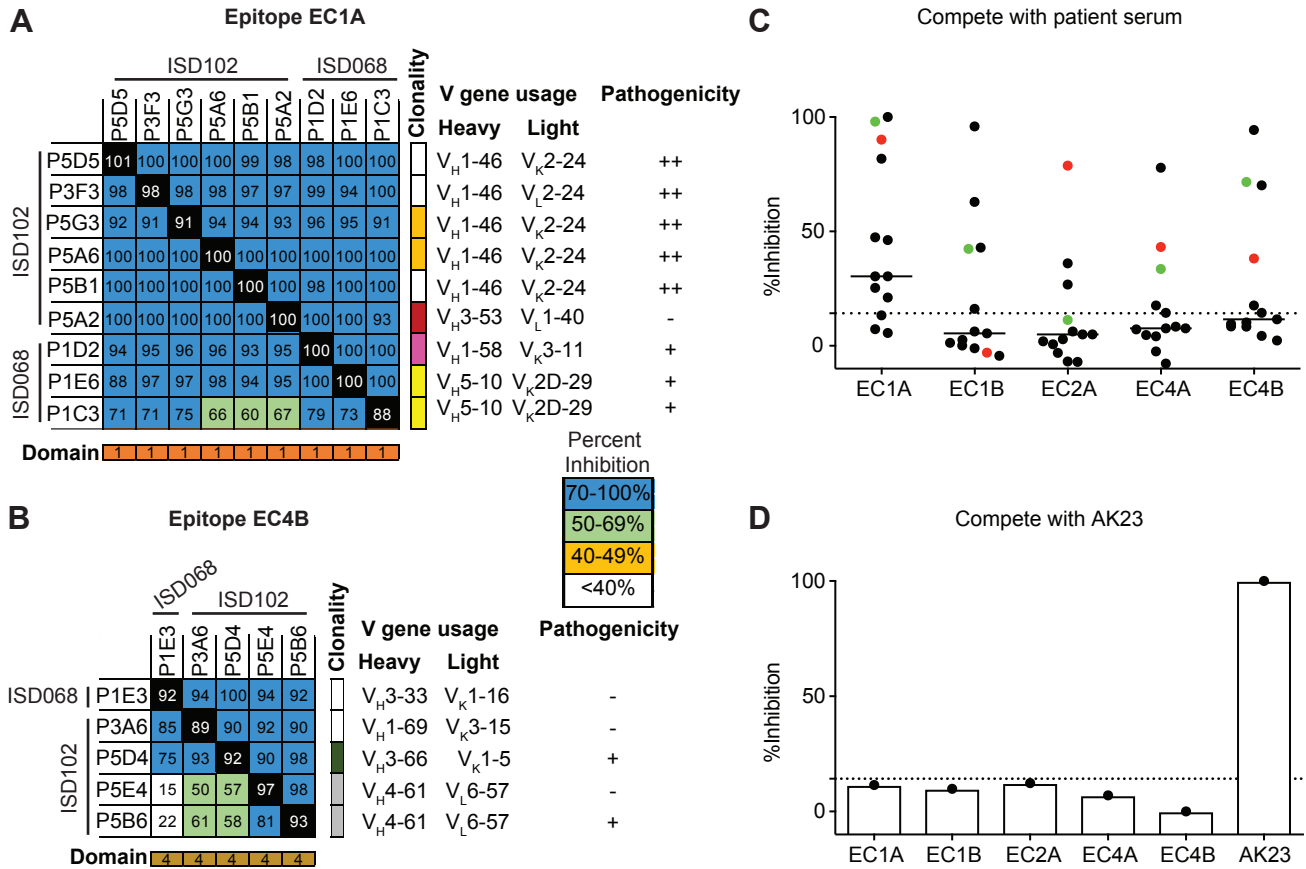 A
Epitope EC1A
ISD102 ISD068
P5D5 P3F3 P5G3 P5A6 P5B1 P5A2 P1D2 P1E6 P1C3 Clonality
V gene usage Pathogenicity
Heavy Light
ISD102
P5D5 101 100 100 100 99 98 98 100 100 VH1-46 VK2-24 ++
P3F3 98 98 98 98 97 97 99 94 100 VH1-46 VL2-24 ++
P5G3 92 91 91 94 94 93 96 95 91 VH1-46 VK2-24 ++
P5A6 100 100 100 100 100 100 100 100 100 VH1-46 VK2-24 ++
P5B1 100 100 100 100 100 100 98 100 100 VH1-46 VK2-24 ++
P5A2 100 100 100 100 100 100 100 100 93 VH3-53 VL1-40 -
ISD068
P1D2 94 95 96 96 93 95 100 100 100 VH1-58 VK3-11 +
P1E6 88 97 97 98 94 95 100 100 100 VH5-10 VK2D-29 +
P1C3 71 71 75 66 60 67 79 73 88 VH5-10 VK2D-29 +
Domain 1 1 1 1 1 1 1 1 1
Percent
Inhibition
70-100%
50-69%
40-49%
<40%
B
Epitope EC4B
ISD068 ISD102
P1E3 P3A6 P5D4 P5E4 P5B6 Clonality
V gene usage Pathogenicity
Heavy Light
ISD068
P1E3 92 94 100 94 92 VH3-33 VK1-16 -
ISD102
P3A6 85 89 90 92 90 VH1-69 VK3-15 -
P5D4 75 93 92 90 98 VH3-66 VK1-5 +
P5E4 15 50 57 97 98 VH4-61 VL6-57 -
P5B6 22 61 58 81 93 VH4-61 VL6-57 +
Domain 4 4 4 4 4
C
Compete with patient serum
%Inhibition
100
50
0
EC1A EC1B EC2A EC4A EC4B
D
Compete with AK23
%Inhibition
100
50
0
EC1A EC1B EC2A EC4A EC4B AK23